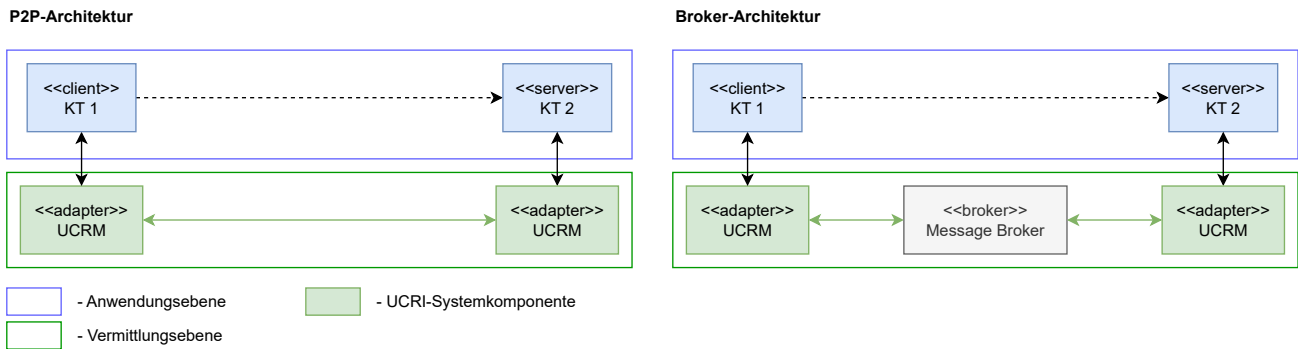 P2P-Architektur
<<client>>
KT 1
<<server>>
KT 2
<<adapter>>
UCRM
<<adapter>>
UCRM
Broker-Architektur
<<client>>
KT 1
<<server>>
KT 2
<<adapter>>
UCRM
<<broker>>
Message Broker
<<adapter>>
UCRM
- Anwendungsebene
- UCRI-Systemkomponente
- Vermittlungsebene